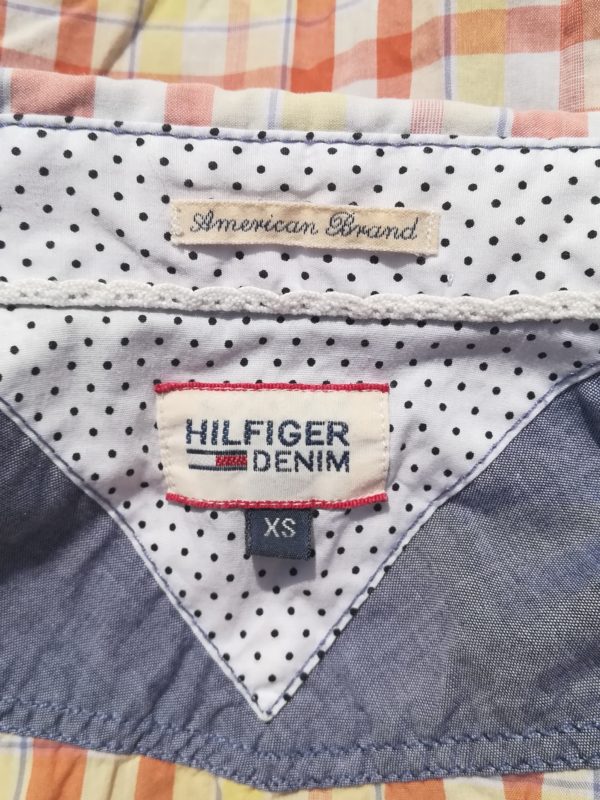 American Brand
HILFIGER
DENIM
XS